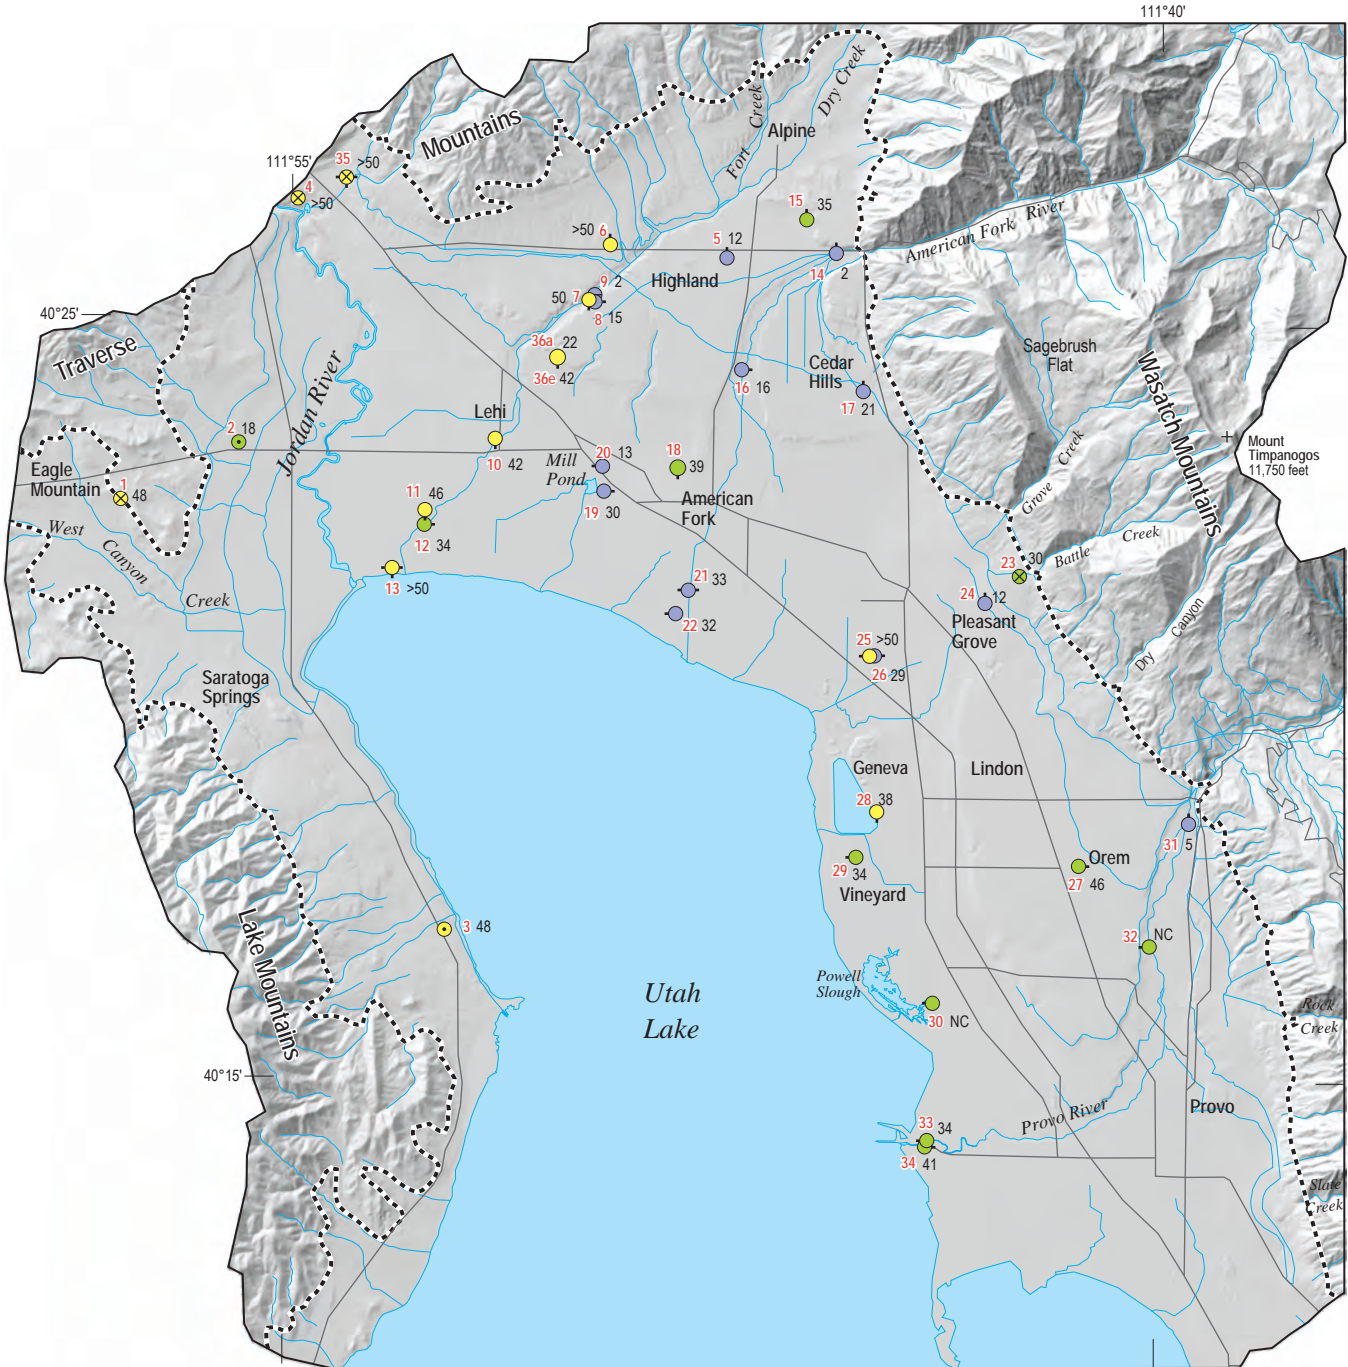 111°40'
Mountains
Fort
Creek
Dry Creek
Alpine
111°55'
35
>50
4
>50
15
35
American Fork River
>50
6
5
12
14
2
Highland
9
2
50
7
8
15
40°25'
Traverse
Jordan River
36a
22
36e
42
Cedar
Hills
Sagebrush
Flat
Wasatch Mountains
16
16
17
21
Lehi
2
18
10
42
Mill
Pond
20
13
18
39
19
30
American
Fork
Grove
Creek
Mount
Timpanogos
11,750 feet
Eagle
Mountain
1
48
West
Canyon
Creek
11
46
12
34
13
>50
Battle
Creek
23
30
24
12
Pleasant
Grove
Dry
Canyon
21
33
22
32
25
>50
26
29
Saratoga
Springs
Geneva
Lindon
28
38
31
5
29
34
Vineyard
Orem
27
46
Lake Mountains
3
48
32
NC
Utah
Lake
Powell
Slough
30
NC
Rock
Creek
40°15'
Provo River
Provo
33
34
34
41
Slate
Creek